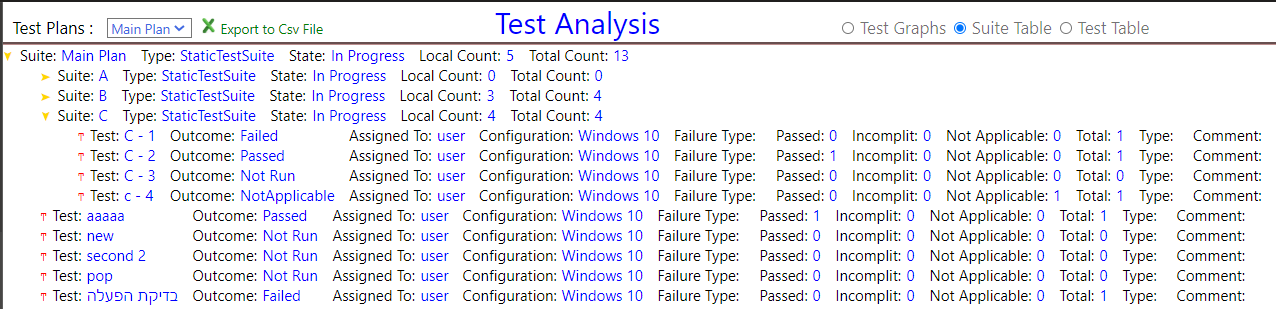 Test Plans : Main Plan Export to Csv File Test Analysis Test Graphs Suite Table Test Table
Suite: Main Plan Type: StaticTestSuite State: In Progress Local Count: 5 Total Count: 13
Suite: A Type: StaticTestSuite State: In Progress Local Count: 0 Total Count: 0
Suite: B Type: StaticTestSuite State: In Progress Local Count: 3 Total Count: 4
Suite: C Type: StaticTestSuite State: In Progress Local Count: 4 Total Count: 4
Test: C - 1 Outcome: Failed Assigned To: user Configuration: Windows 10 Failure Type: Passed: 0 Incomplit: 0 Not Applicable: 0 Total: 1 Type: Comment:
Test: C - 2 Outcome: Passed Assigned To: user Configuration: Windows 10 Failure Type: Passed: 1 Incomplit: 0 Not Applicable: 0 Total: 1 Type: Comment:
Test: C - 3 Outcome: Not Run Assigned To: user Configuration: Windows 10 Failure Type: Passed: 0 Incomplit: 0 Not Applicable: 0 Total: 0 Type: Comment:
Test: c - 4 Outcome: NotApplicable Assigned To: user Configuration: Windows 10 Failure Type: Passed: 0 Incomplit: 0 Not Applicable: 1 Total: 1 Type: Comment:
Test: aaaaa Outcome: Passed Assigned To: user Configuration: Windows 10 Failure Type: Passed: 1 Incomplit: 0 Not Applicable: 0 Total: 1 Type: Comment:
Test: new Outcome: Not Run Assigned To: user Configuration: Windows 10 Failure Type: Passed: 0 Incomplit: 0 Not Applicable: 0 Total: 0 Type: Comment:
Test: second 2 Outcome: Not Run Assigned To: user Configuration: Windows 10 Failure Type: Passed: 0 Incomplit: 0 Not Applicable: 0 Total: 0 Type: Comment:
Test: pop Outcome: Not Run Assigned To: user Configuration: Windows 10 Failure Type: Passed: 0 Incomplit: 0 Not Applicable: 0 Total: 0 Type: Comment:
Test: בדיקת הפעלה Outcome: Failed Assigned To: user Configuration: Windows 10 Failure Type: Passed: 0 Incomplit: 0 Not Applicable: 0 Total: 1 Type: Comment: